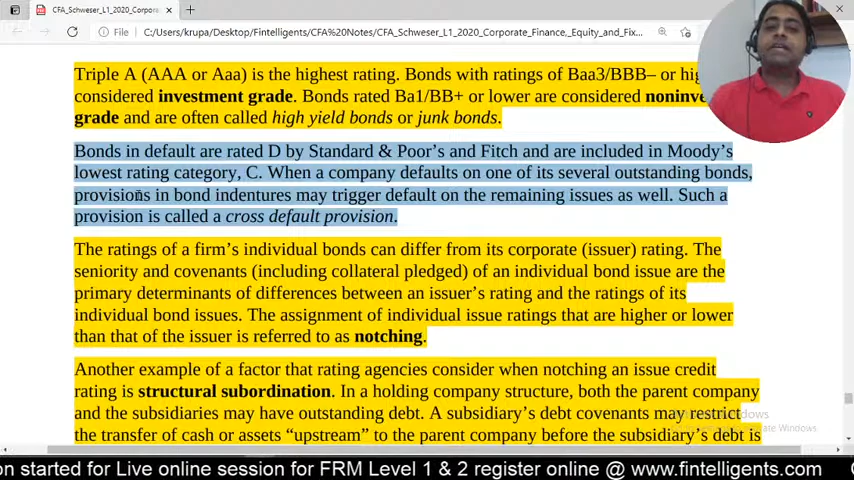 CFA_Schweser_L1_2020_Corpora
File
C:/Users/krupa/Desktop/Fintelligents/CFA%20Notes/CFA_Schweser_L1_2020_Corporate_Finance,_Equity_and_Fix...
Triple A (AAA or Aaa) is the highest rating. Bonds with ratings of Baa3/BBB– or hig
considered investment grade. Bonds rated Ba1/BB+ or lower are considered noninve
grade and are often called high yield bonds or junk bonds.
Bonds in default are rated D by Standard & Poor's and Fitch and are included in Moody's
lowest rating category, C. When a company defaults on one of its several outstanding bonds,
provisions in bond indentures may trigger default on the remaining issues as well. Such a
provision is called a cross default provision.
The ratings of a firm's individual bonds can differ from its corporate (issuer) rating. The
seniority and covenants (including collateral pledged) of an individual bond issue are the
primary determinants of differences between an issuer's rating and the ratings of its
individual bond issues. The assignment of individual issue ratings that are higher or lower
than that of the issuer is referred to as notching.
Another example of a factor that rating agencies consider when notching an issue credit
rating is structural subordination. In a holding company structure, both the parent company
and the subsidiaries may have outstanding debt. A subsidiary's debt covenants may restrict
the transfer of cash or assets “upstream” to the parent company before the subsidiary's debt is
on started for Live online session for FRM Level 1 & 2 register online @ www.fintelligents.com